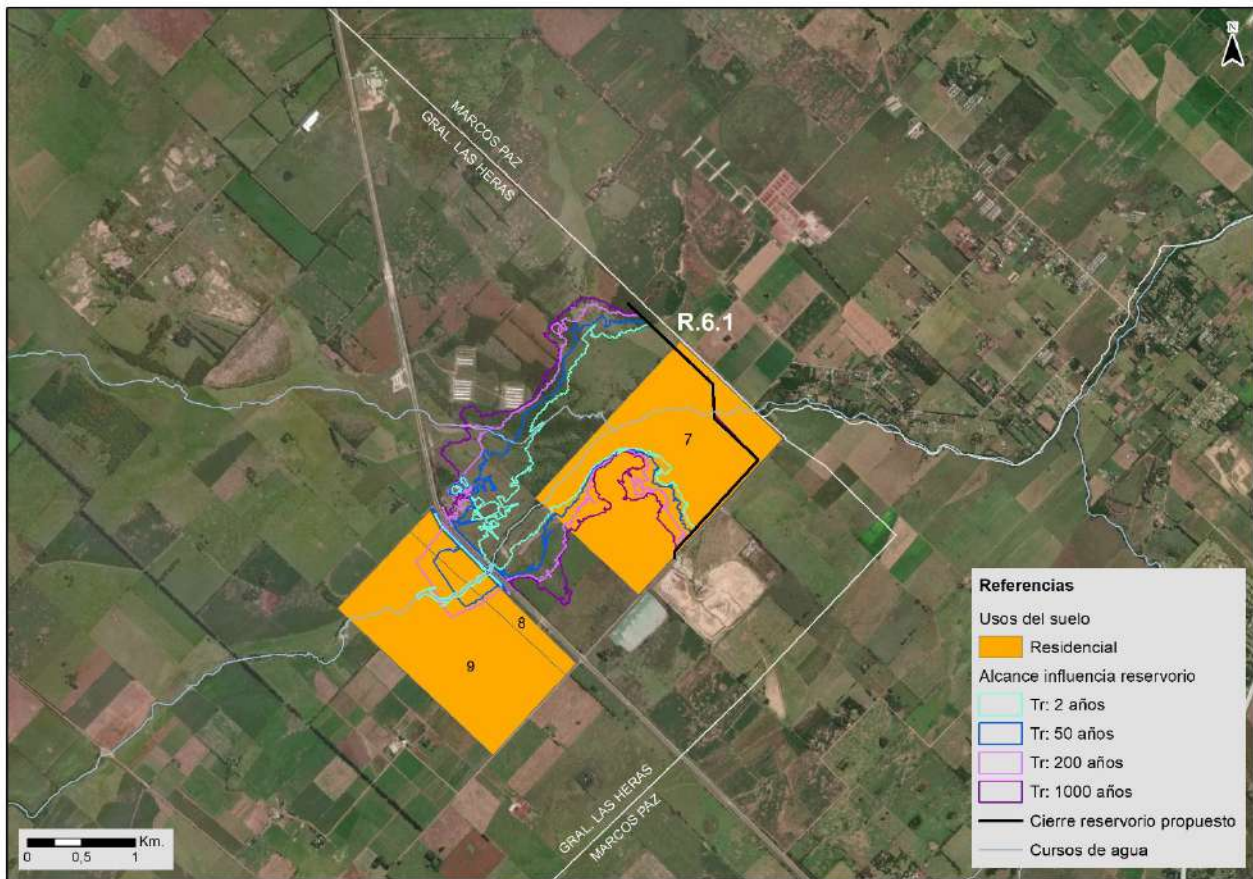 N
MARCOS PAZ
GRAL. LAS HERAS
R.6.1
7
8
9
GRAL. LAS HERAS
MARCOS PAZ
Referencias
Usos del suelo
Residencial
Alcance influencia reservorio
Tr: 2 años
Tr: 50 años
Tr: 200 años
Tr: 1000 años
Cierre reservorio propuesto
Cursos de agua
Km.
0 0,5 1